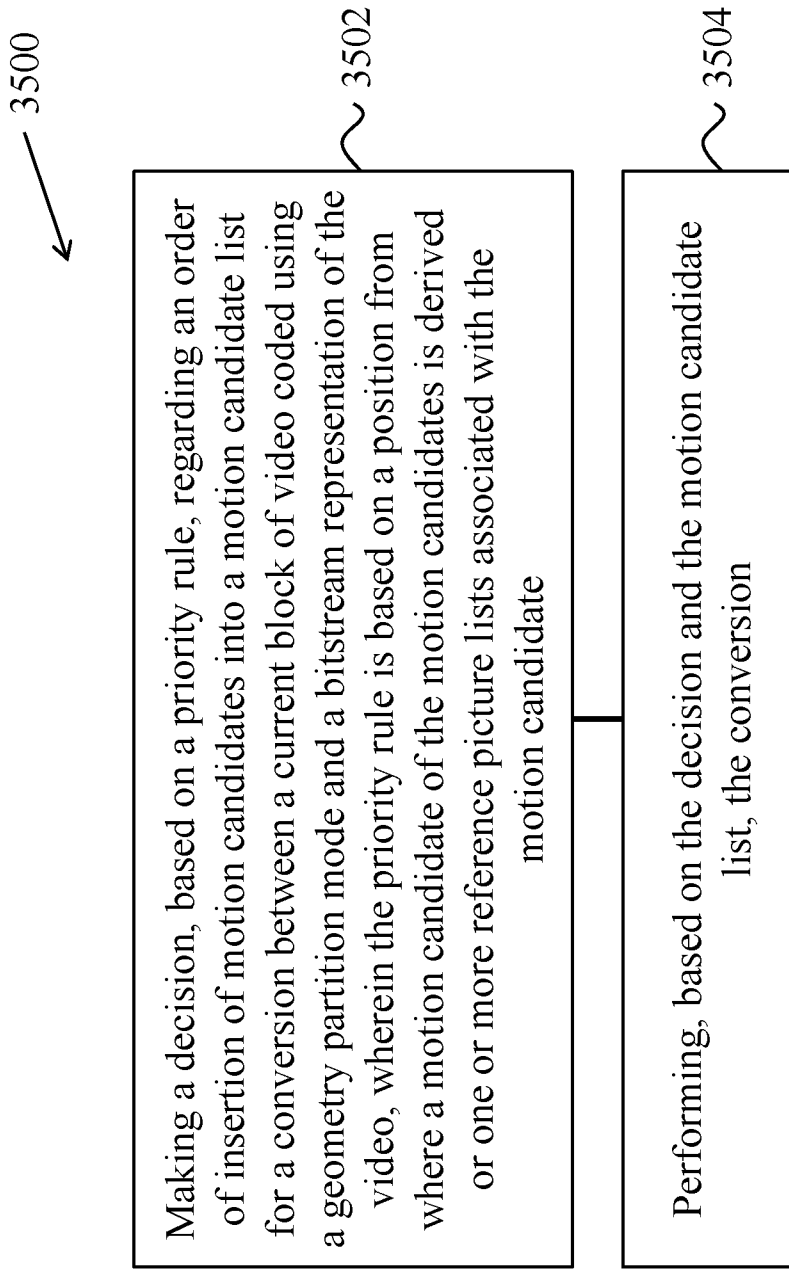 3500
Making a decision, based on a priority rule, regarding an order
of insertion of motion candidates into a motion candidate list
for a conversion between a current block of video coded using
a geometry partition mode and a bitstream representation of the
video, wherein the priority rule is based on a position from
where a motion candidate of the motion candidates is derived
or one or more reference picture lists associated with the
motion candidate
3502
Performing, based on the decision and the motion candidate
list, the conversion
3504